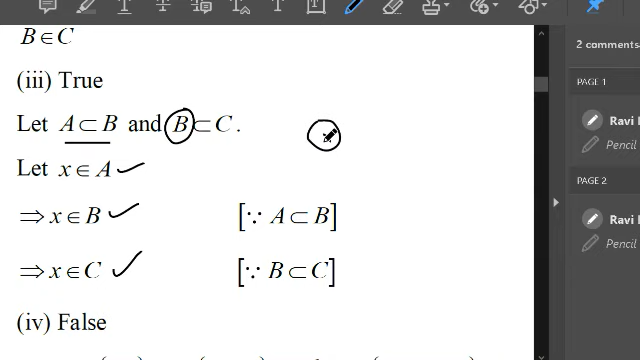 B ∈ C
(iii) True
Let A ⊂ B and B ⊂ C .
Let x ∈ A
⇒ x ∈ B [∵ A ⊂ B]
⇒ x ∈ C [∵ B ⊂ C]
(iv) False
2 comments
PAGE 1
Ravi
Pencil
PAGE 2
Ravi
Pencil